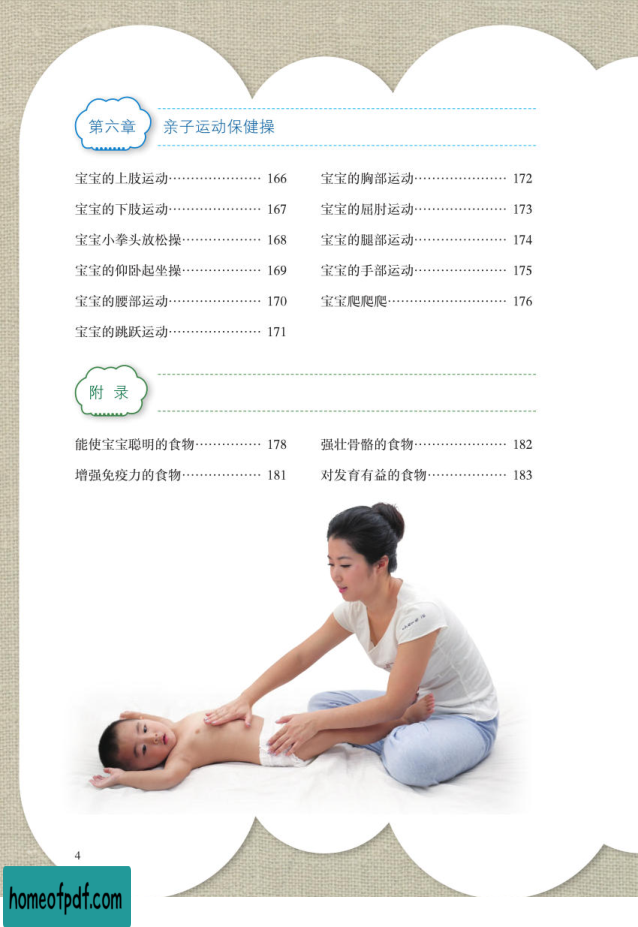 第六章 亲子运动保健操
宝宝的上肢运动………………… 166
宝宝的下肢运动………………… 167
宝宝小拳头放松操……………… 168
宝宝的仰卧起坐操……………… 169
宝宝的腰部运动………………… 170
宝宝的跳跃运动………………… 171
宝宝的胸部运动………………… 172
宝宝的屈肘运动………………… 173
宝宝的腿部运动………………… 174
宝宝的手部运动………………… 175
宝宝爬爬爬……………………… 176
附 录
能使宝宝聪明的食物…………… 178
增强免疫力的食物……………… 181
强壮骨骼的食物………………… 182
对发育有益的食物……………… 183
4
homeofpdf.com